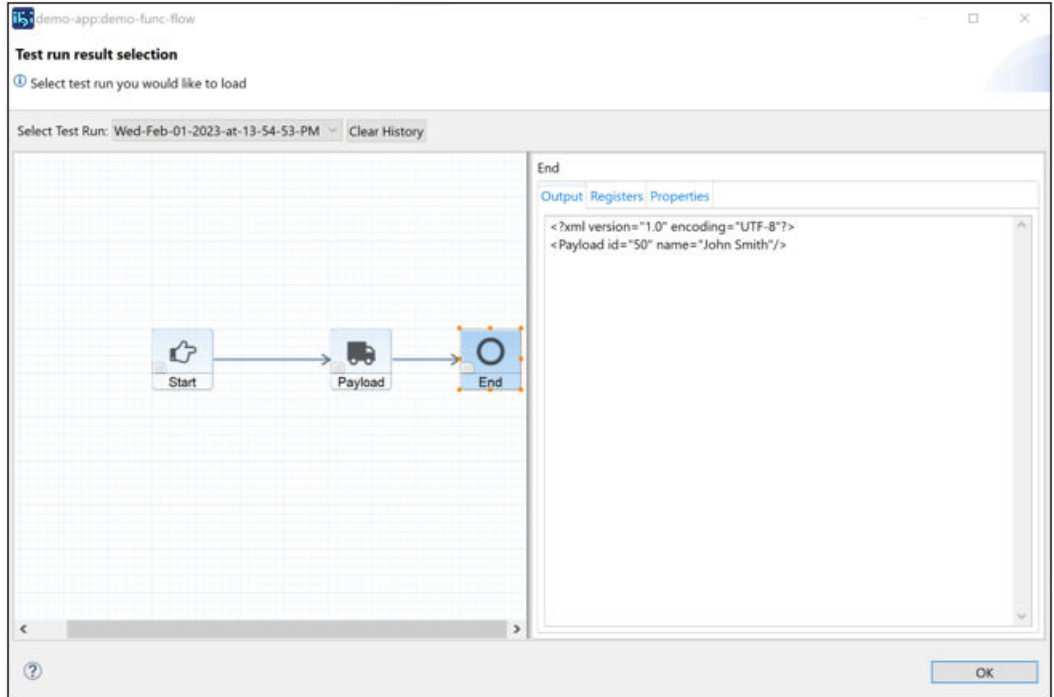 demo-app:demo-func-flow
Test run result selection
Select test run you would like to load
Select Test Run: Wed-Feb-01-2023-at-13-54-53-PM Clear History
End
Output Registers Properties
<?xml version="1.0" encoding="UTF-8"?>
<Payload id="50" name="John Smith"/>
Start Payload End
OK